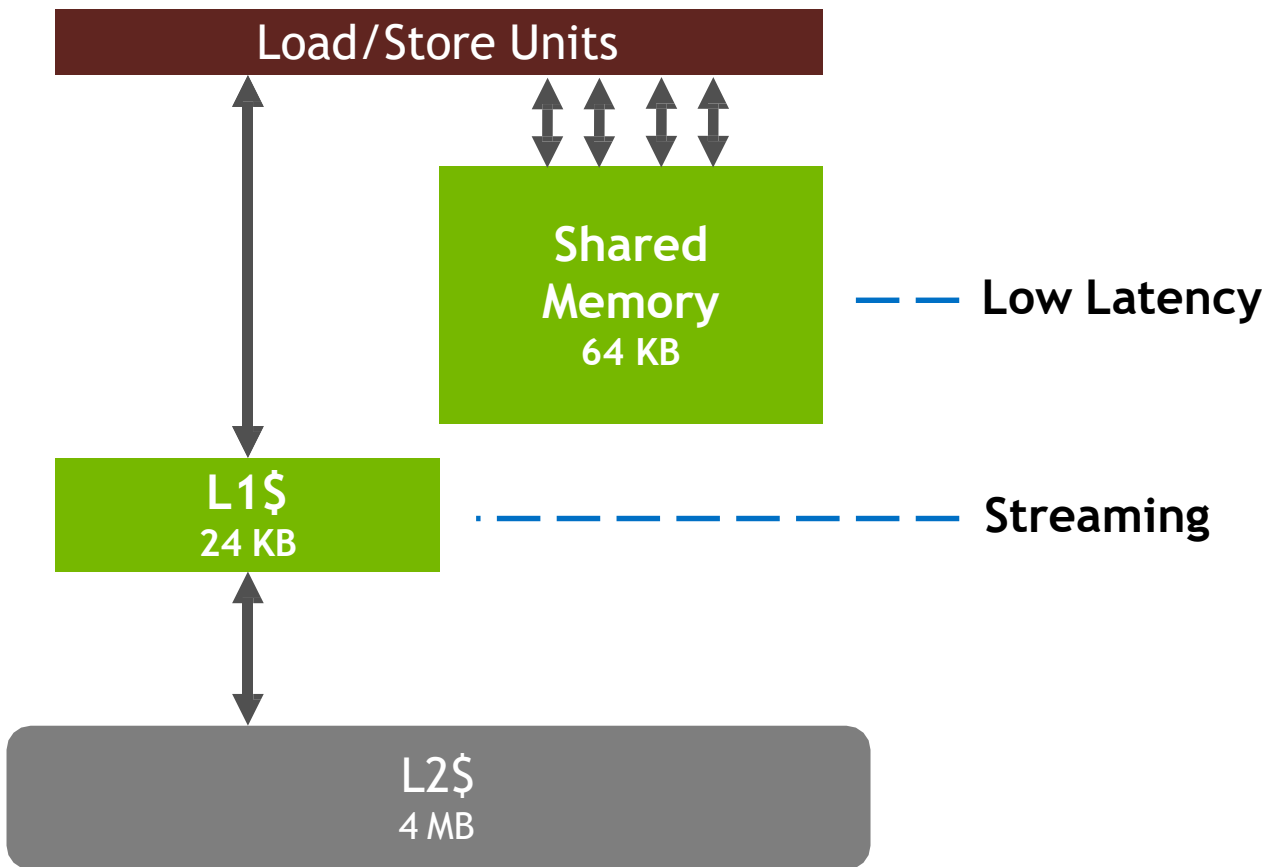 Load/Store Units
Shared
Memory
64 KB
Low Latency
L1$
24 KB
Streaming
L2$
4 MB